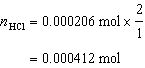 n_HCl = 0.000206 mol × 2/1
= 0.000412 mol